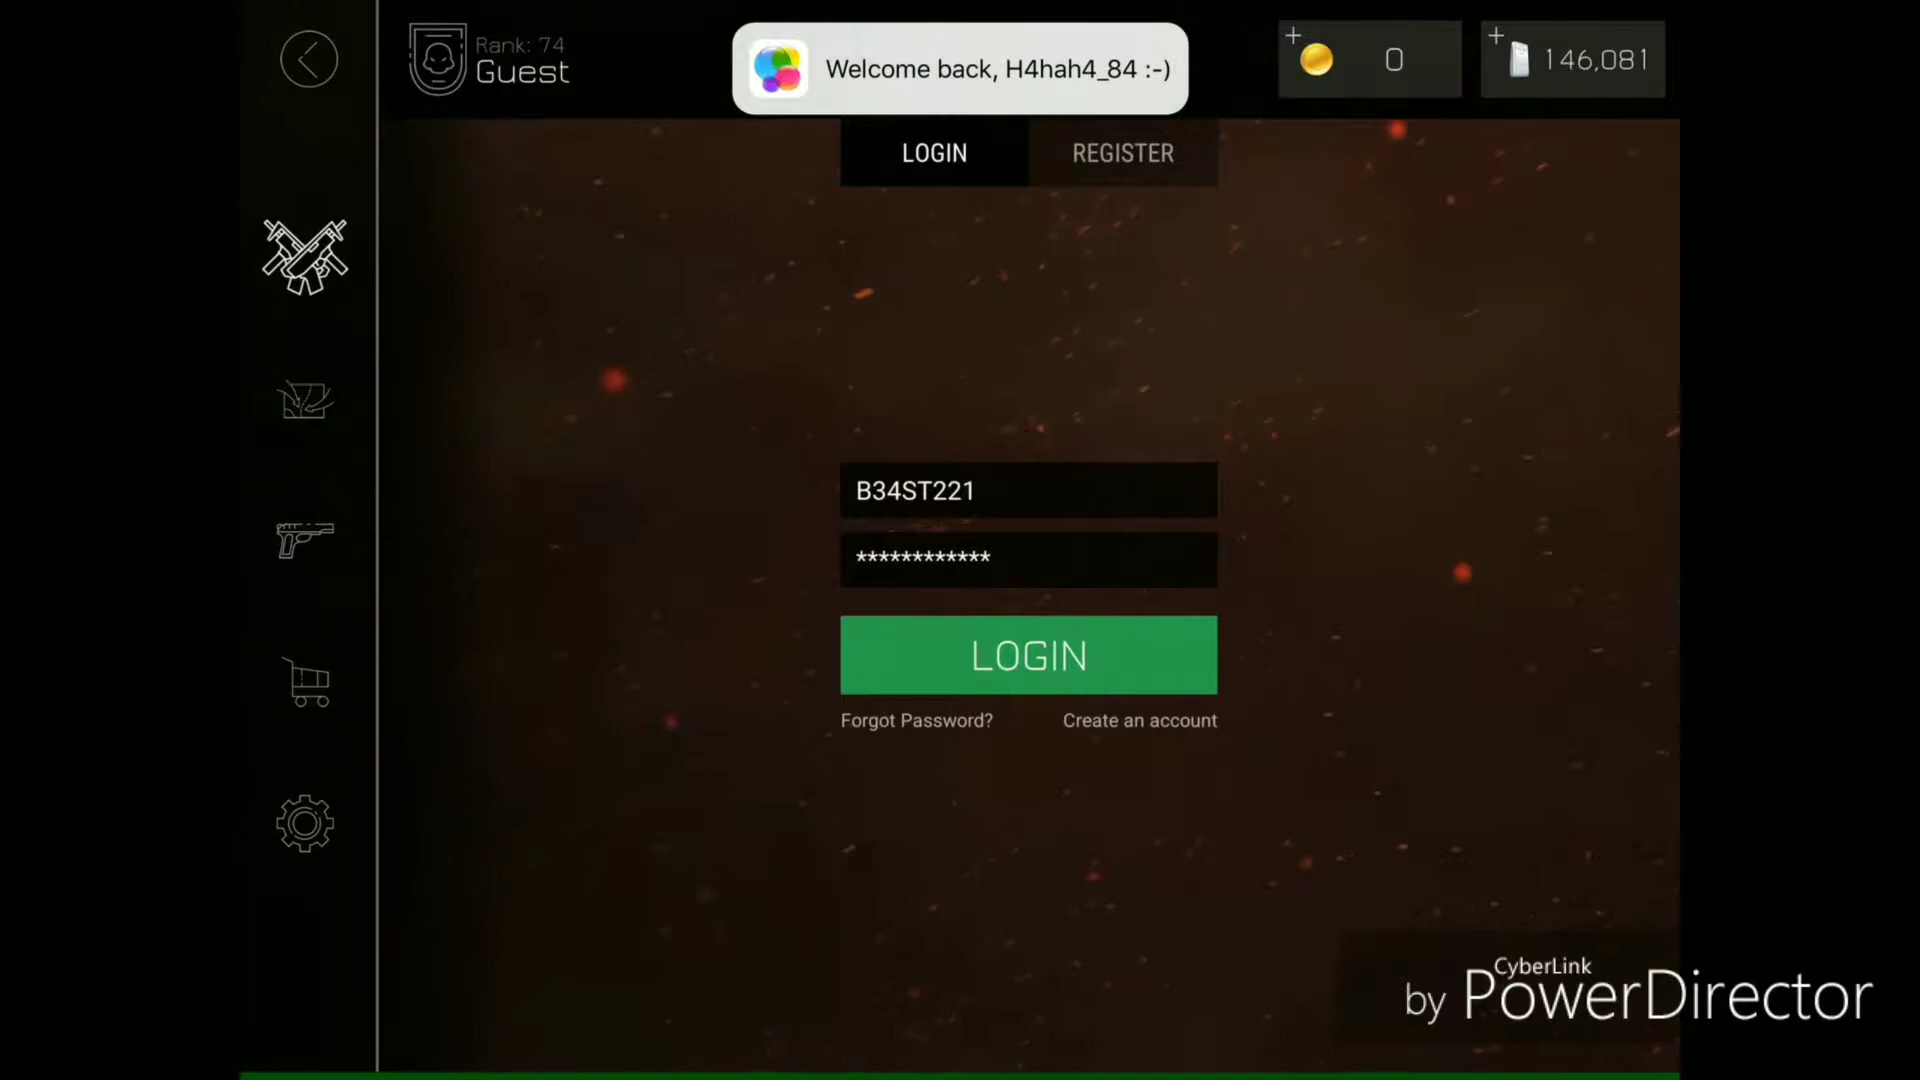 Rank: 74
Guest
Welcome back, H4hah4_84 :-)
+ 0
+ 146,081
LOGIN REGISTER
B34ST221
************
LOGIN
Forgot Password? Create an account
CyberLink
by PowerDirector